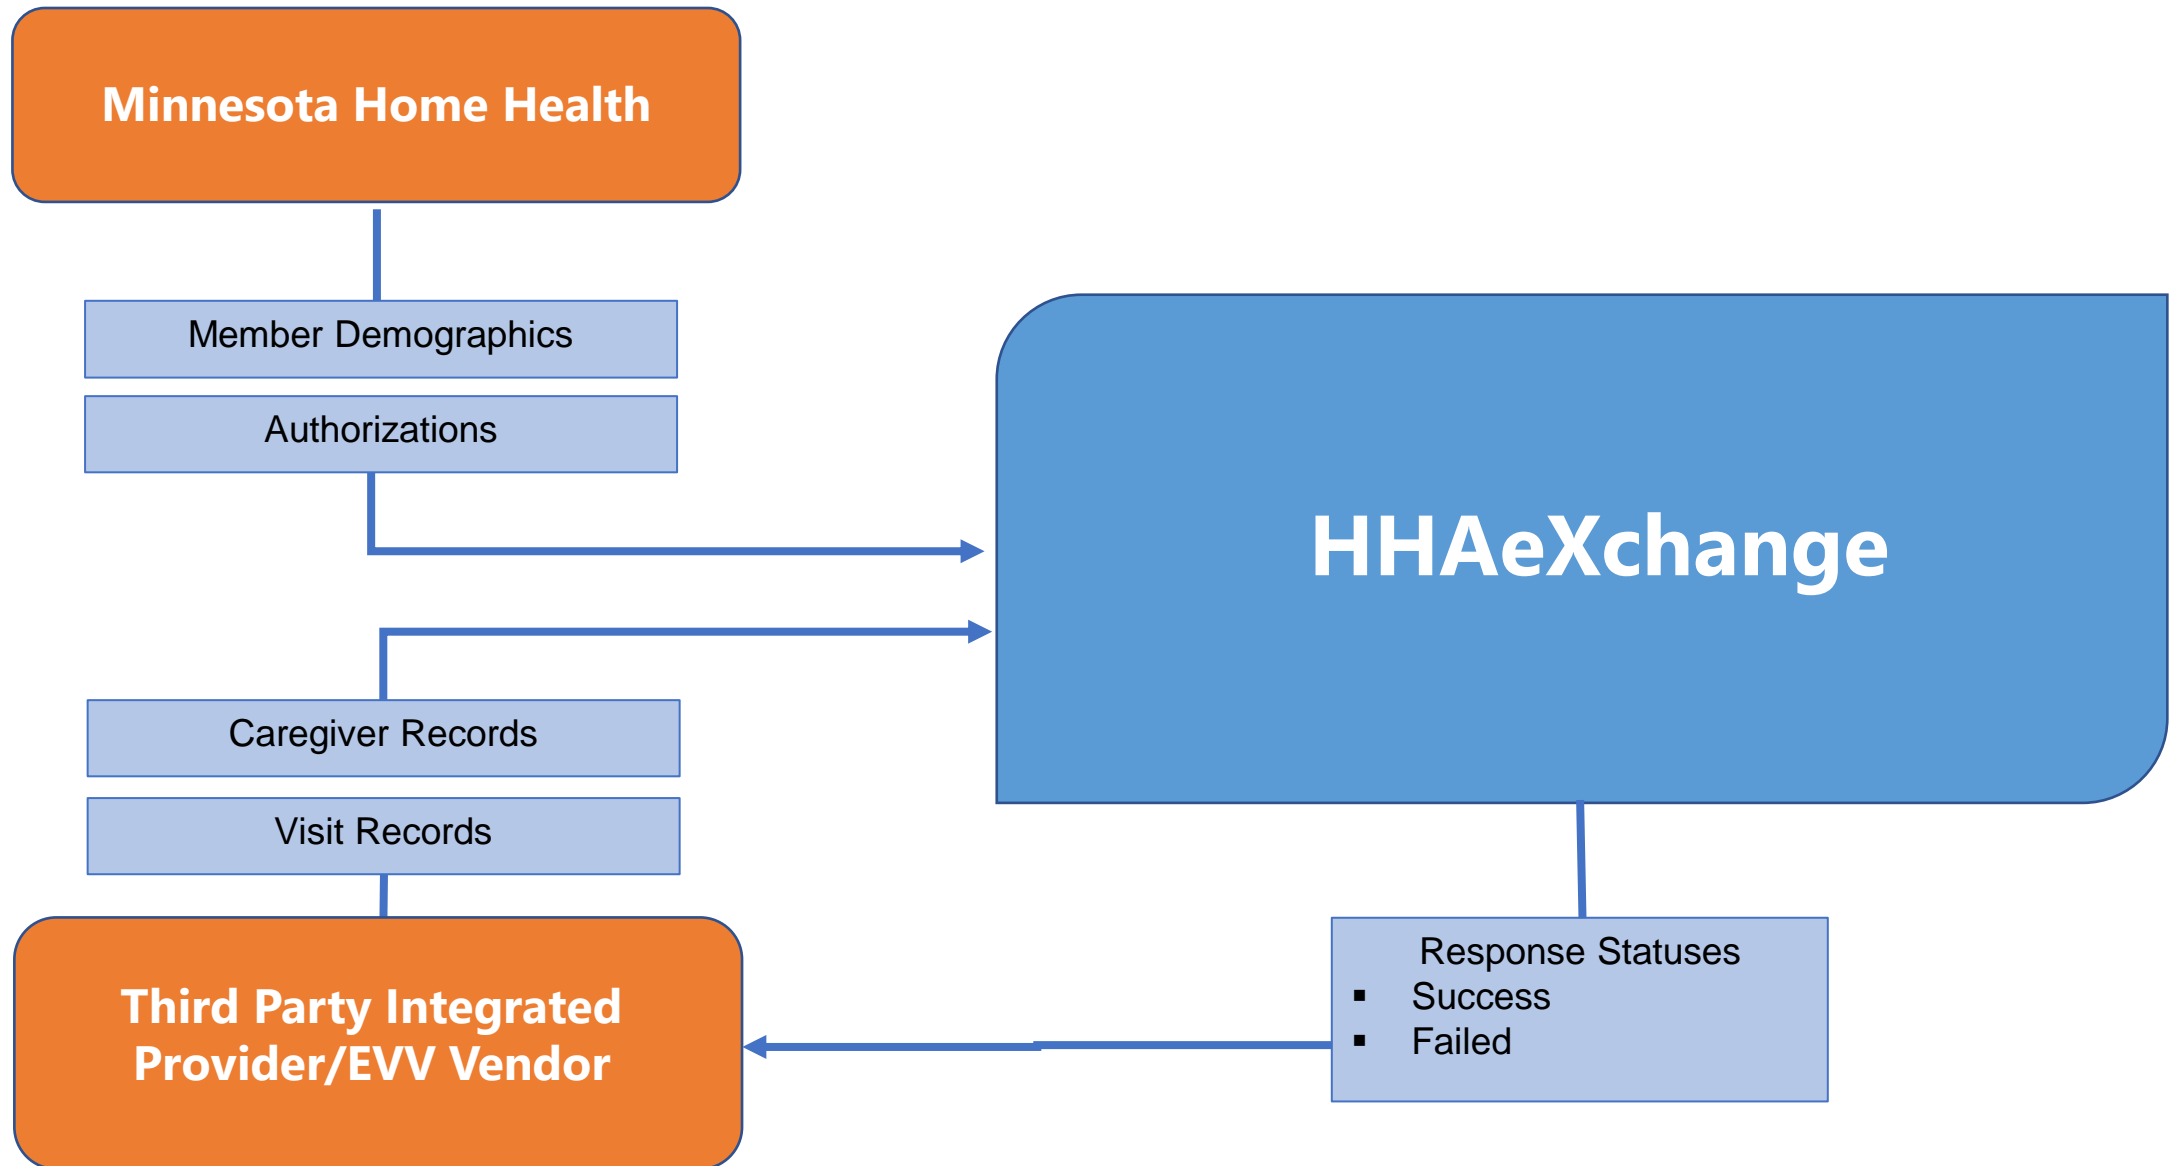 Minnesota Home Health
Member Demographics
Authorizations
HHAeXchange
Caregiver Records
Visit Records
Third Party Integrated
Provider/EVV Vendor
Response Statuses
▪ Success
▪ Failed